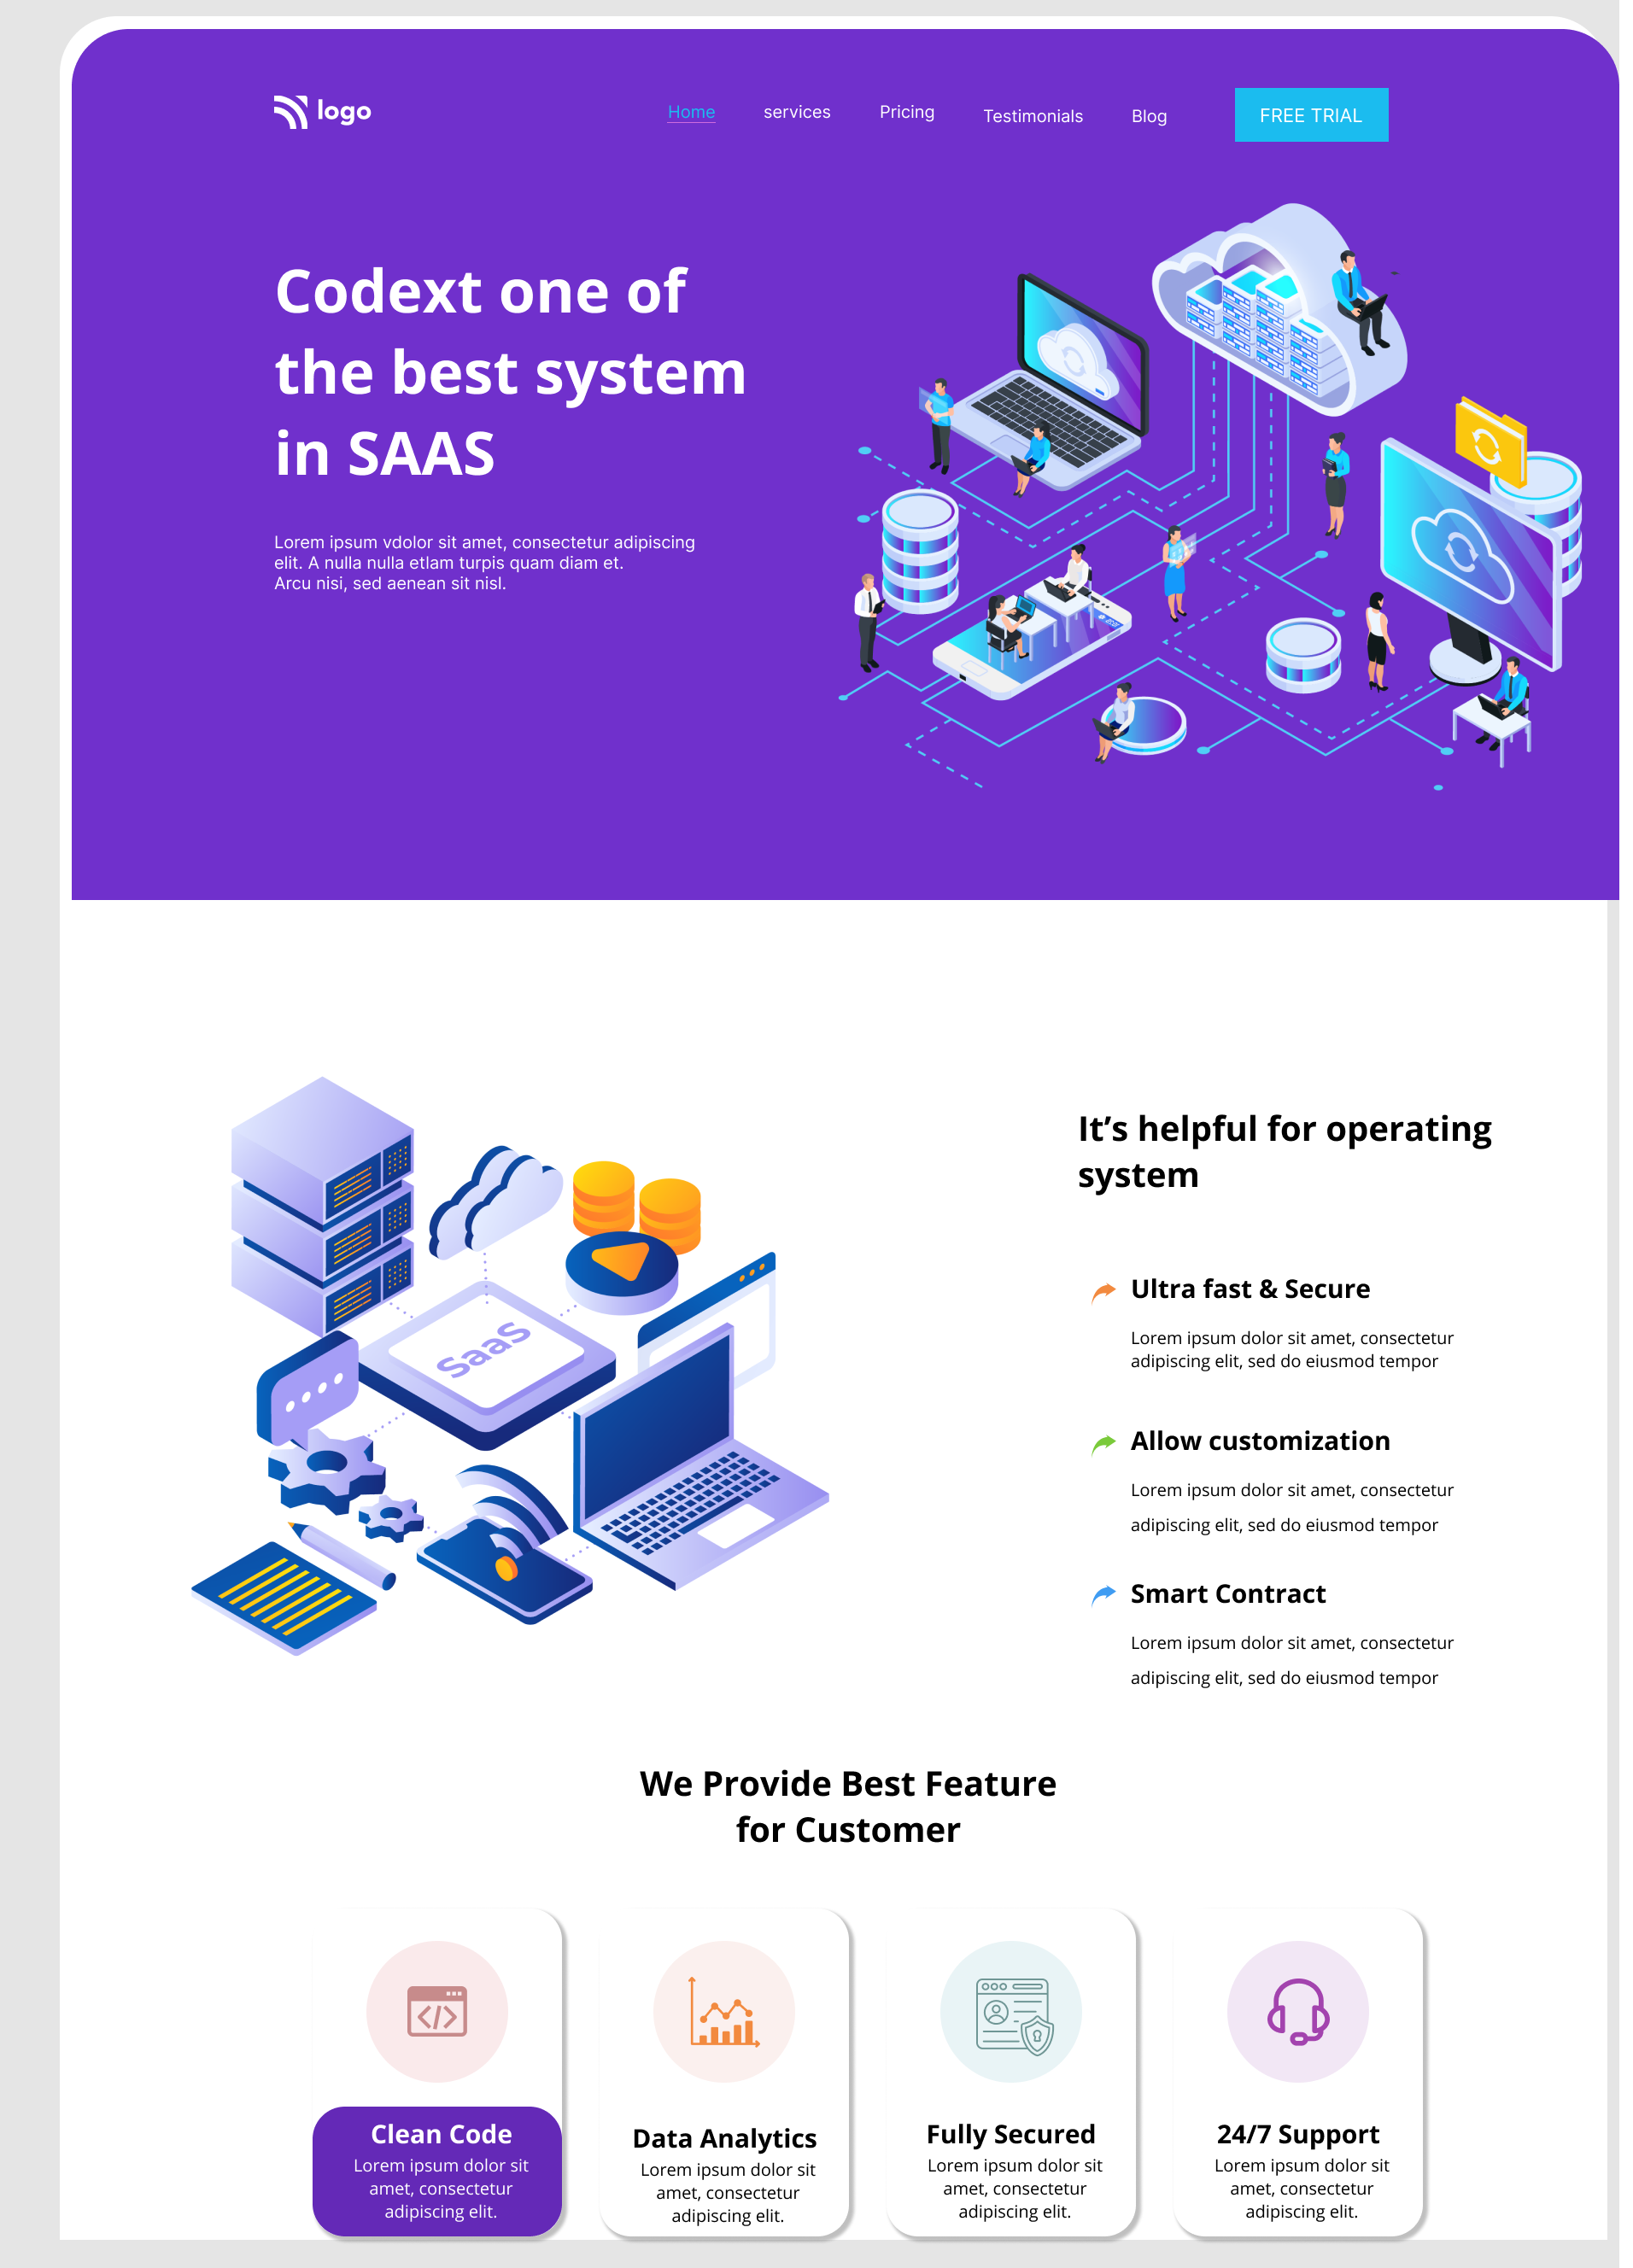 logo
Home services Pricing Testimonials Blog FREE TRIAL
Codext one of
the best system
in SAAS
Lorem ipsum vdolor sit amet, consectetur adipiscing
elit. A nulla nulla etlam turpis quam diam et.
Arcu nisi, sed aenean sit nisl.
SaaS
It’s helpful for operating
system
Ultra fast & Secure
Lorem ipsum dolor sit amet, consectetur
adipiscing elit, sed do eiusmod tempor
Allow customization
Lorem ipsum dolor sit amet, consectetur
adipiscing elit, sed do eiusmod tempor
Smart Contract
Lorem ipsum dolor sit amet, consectetur
adipiscing elit, sed do eiusmod tempor
We Provide Best Feature
for Customer
Clean Code
Lorem ipsum dolor sit
amet, consectetur
adipiscing elit.
Data Analytics
Lorem ipsum dolor sit
amet, consectetur
adipiscing elit.
Fully Secured
Lorem ipsum dolor sit
amet, consectetur
adipiscing elit.
24/7 Support
Lorem ipsum dolor sit
amet, consectetur
adipiscing elit.